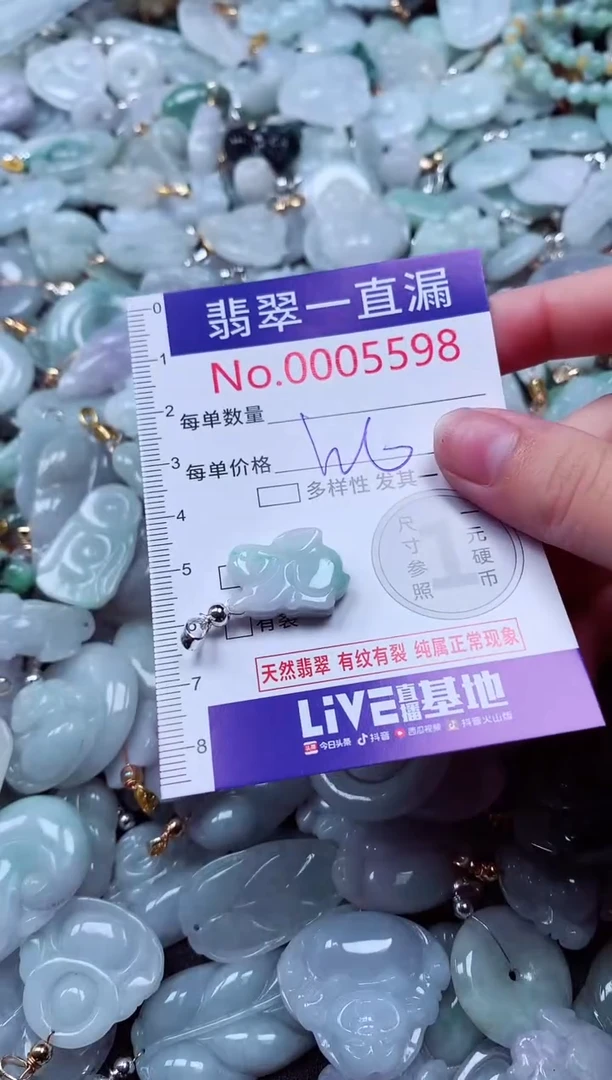 翡翠一直漏
No.0005598
0
1
2
3
4
5
7
8
每单数量
每单价格
多样性 发其一
尺寸参照
1
一元硬币
有裂
天然翡翠 有纹有裂 纯属正常现象
LiVE直播基地
头条 今日头条 抖音 西瓜视频 抖音火山版